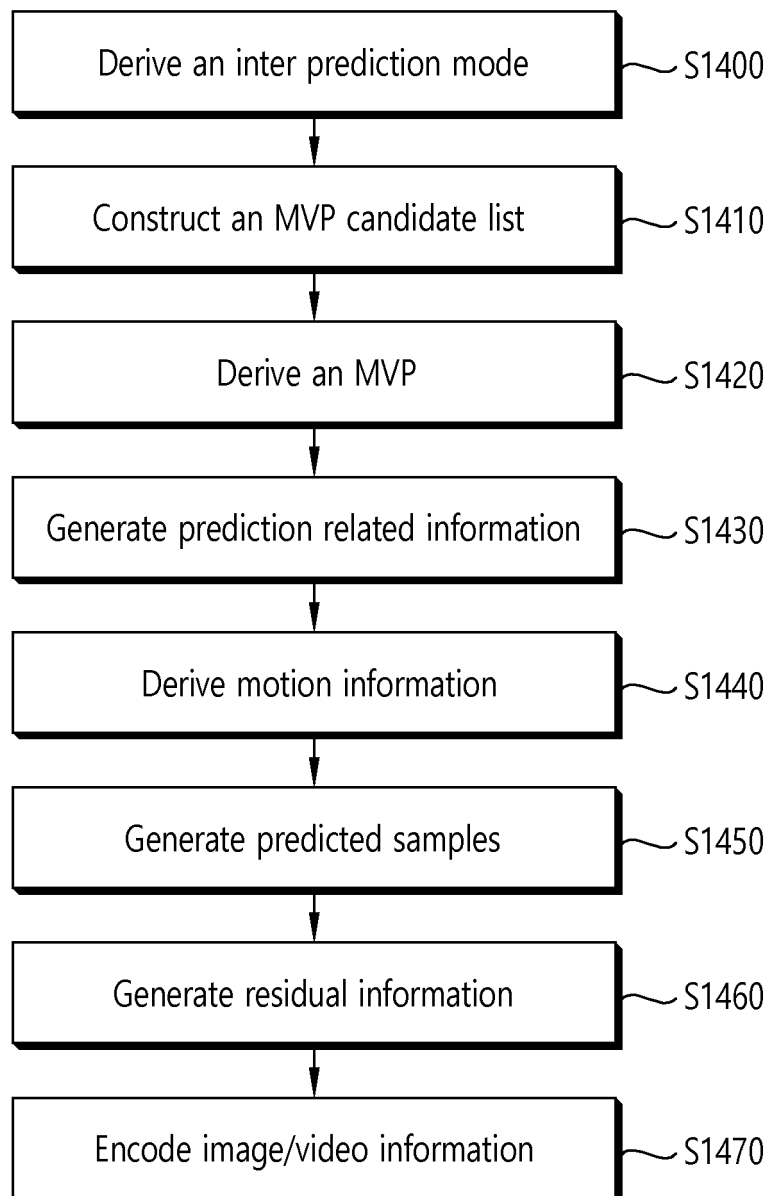 Derive an inter prediction mode S1400
Construct an MVP candidate list S1410
Derive an MVP S1420
Generate prediction related information S1430
Derive motion information S1440
Generate predicted samples S1450
Generate residual information S1460
Encode image/video information S1470